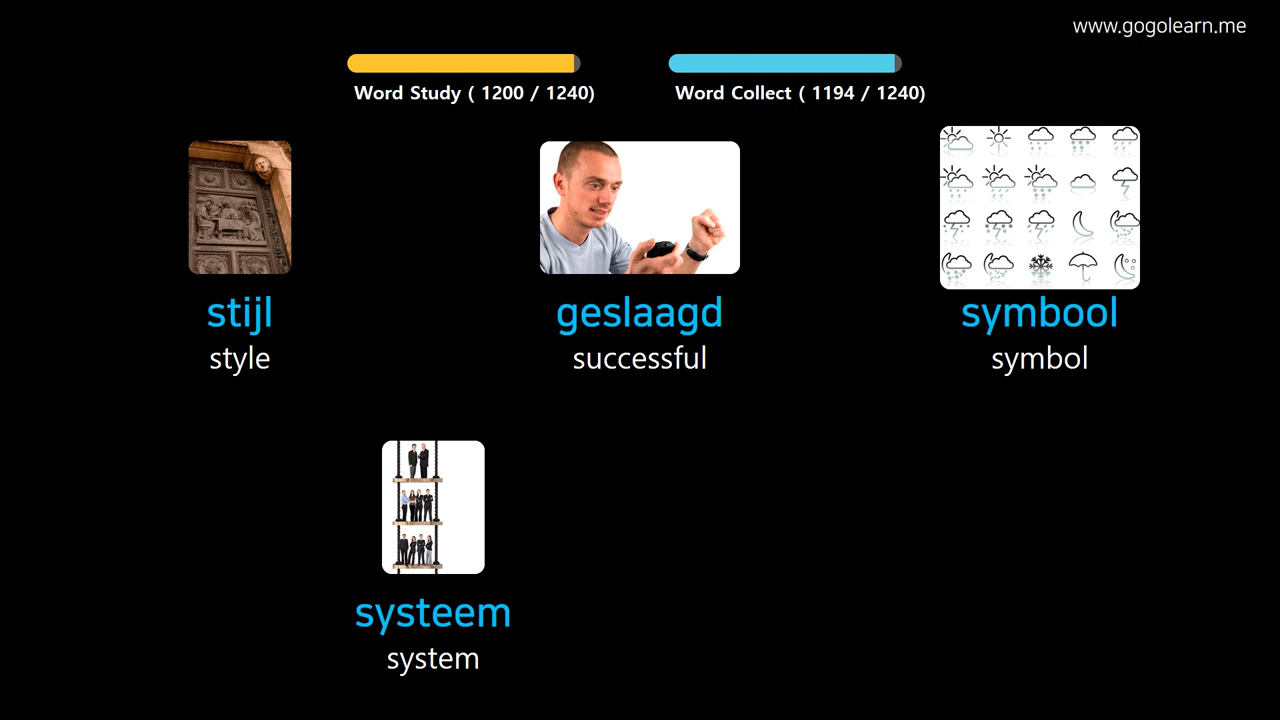 www.gogolearn.me
Word Study ( 1200 / 1240)
Word Collect ( 1194 / 1240)
stijl
style
geslaagd
successful
symbool
symbol
systeem
system